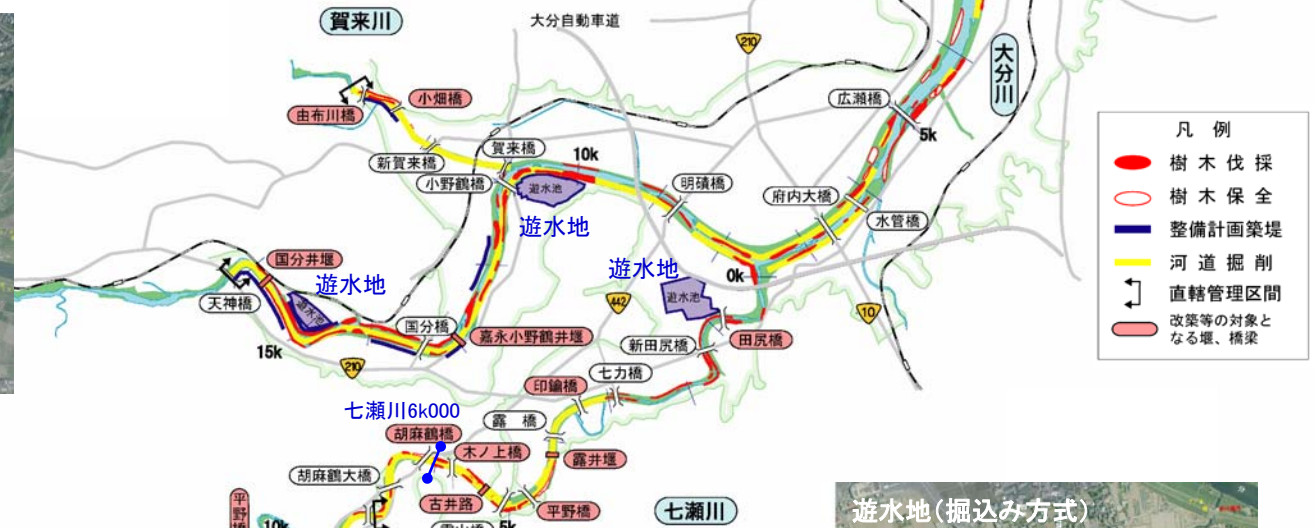 賀来川
大分自動車道
210
大分川
小畑橋
由布川橋
広瀬橋
5k
凡 例
樹 木 伐 採
樹 木 保 全
整備計画築堤
河 道 掘 削
直轄管理区間
改築等の対象と
なる堰、橋梁
新賀来橋
賀来橋
10k
小野鶴橋
遊水池
遊水地
明磧橋
府内大橋
水管橋
国分井堰
遊水地
遊水池
天神橋
国分橋
嘉永小野鶴井堰
15k
210
遊水地
遊水池
0k
442
10
新田尻橋
田尻橋
七力橋
印鑰橋
七瀬川6k000
胡麻鶴橋
露 橋
木ノ上橋
露井堰
胡麻鶴大橋
古井路
平野橋
平野橋
10k
霊山橋
5k
七瀬川
遊水地(掘込み方式)